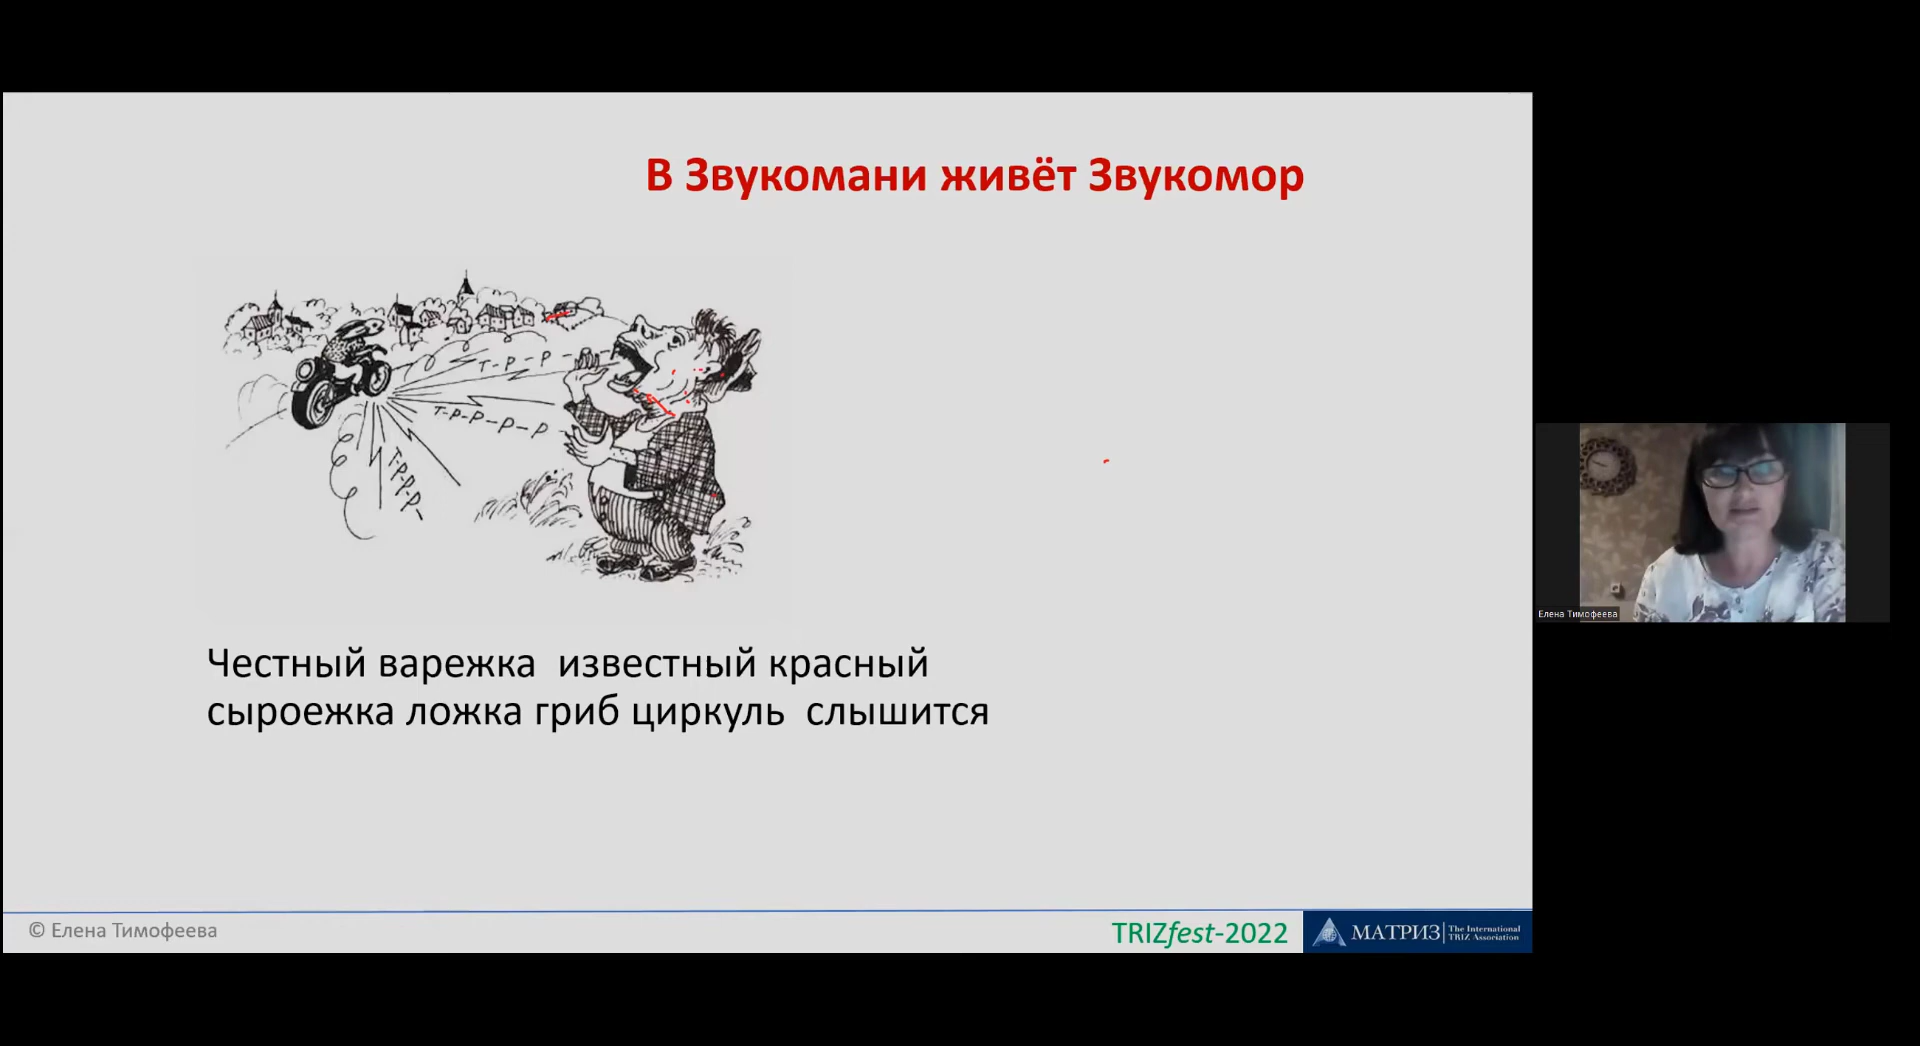 В Звукомани живёт Звукомор
Т-Р-Р
Т-Р-Р-Р-Р
Т-Р-Р-Р-
Честный варежка  известный красный
сыроежка ложка гриб циркуль  слышится
Елена Тимофеева
© Елена Тимофеева
TRIZfest-2022
МАТРИЗ
The International
TRIZ Association